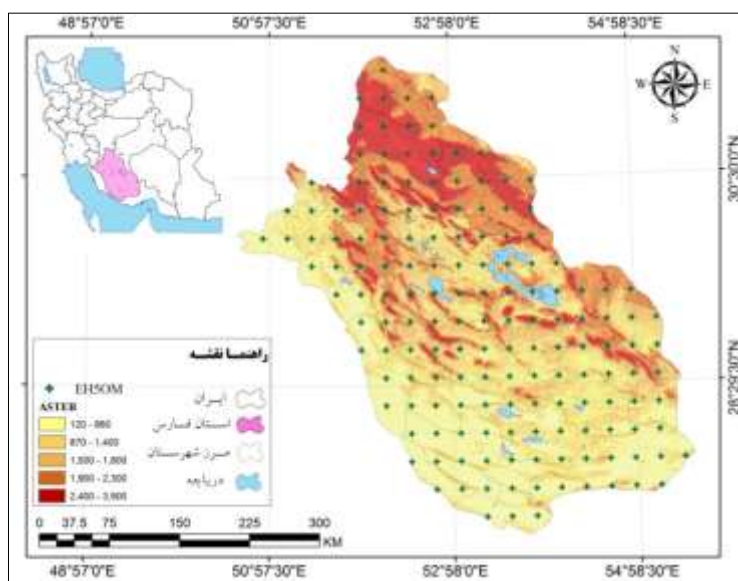 48°57'0"E 50°57'30"E 52°58'0"E 54°58'30"E
N
W E
S
30°30'0"N
28°29'30"N
راهنما نقشه
EH5OM
ASTER
120 - 860
870 - 1,400
1,500 - 1,800
1,900 - 2,300
2,400 - 3,900
ایران
استان فارس
مرز شهرستان
دریاچه
0 37.5 75 150 225 300
KM
48°57'0"E 50°57'30"E 52°58'0"E 54°58'30"E